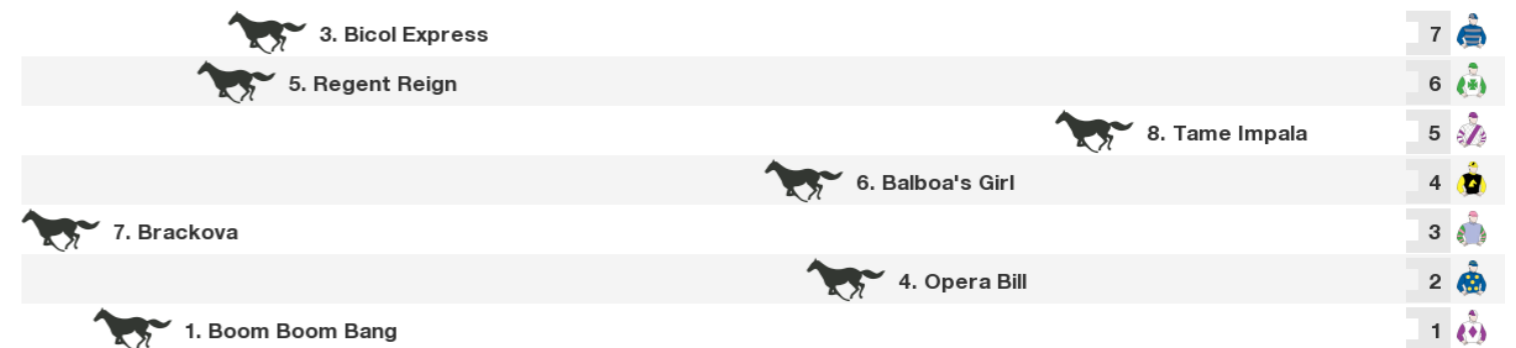 3. Bicol Express 7
5. Regent Reign 6
8. Tame Impala 5
6. Balboa's Girl 4
7. Brackova 3
4. Opera Bill 2
1. Boom Boom Bang 1